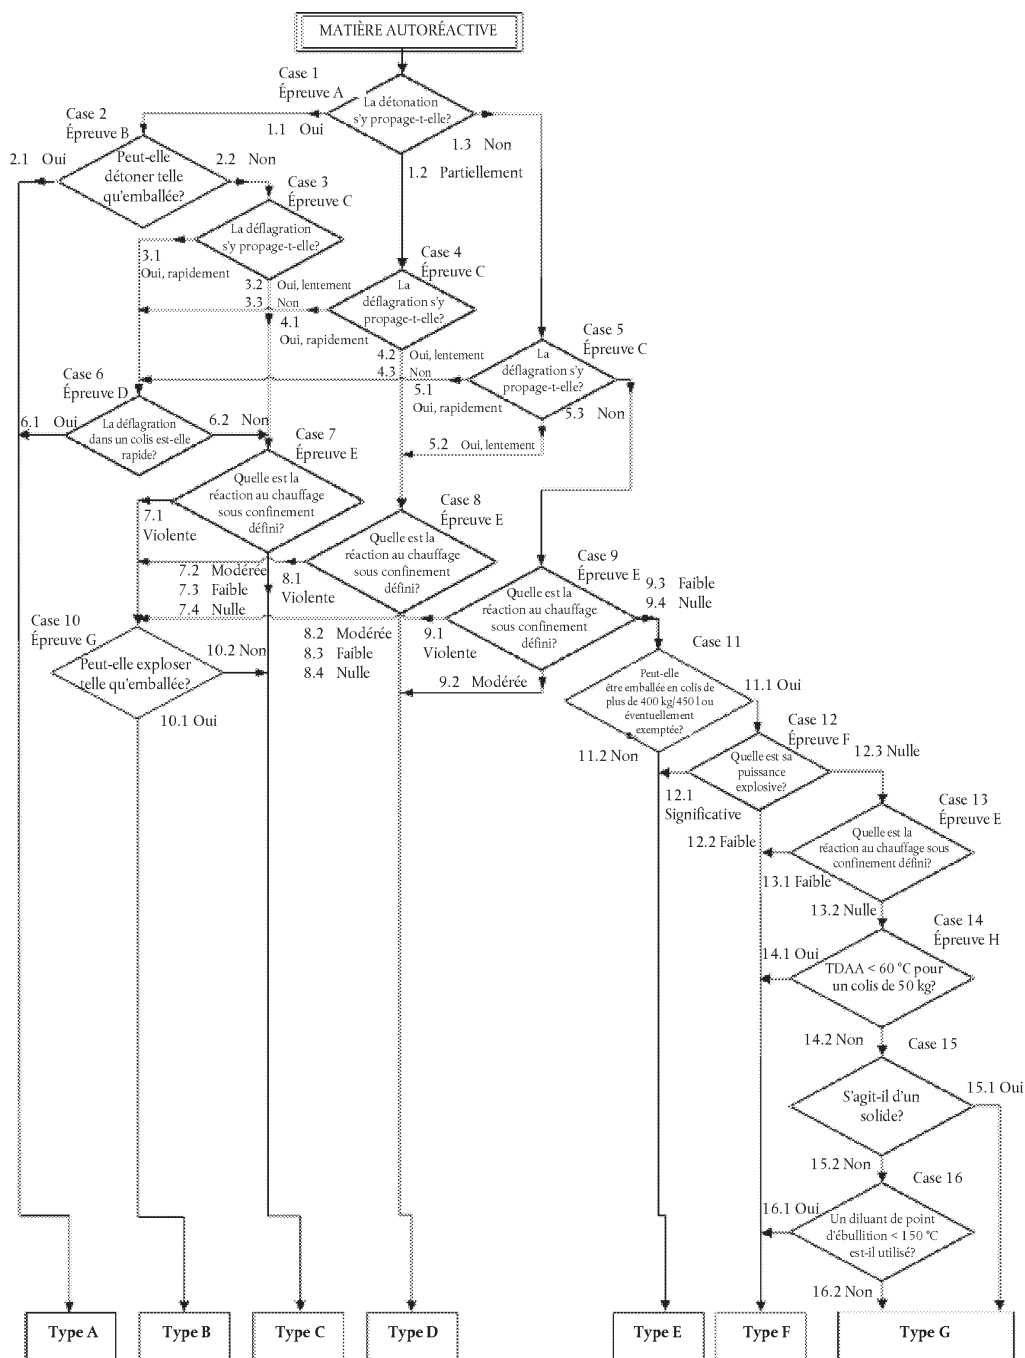 MATIÈRE AUTORÉACTIVE
Case 1
Épreuve A
La détonation
s'y propage-t-elle?
1.1 Oui
1.3 Non
1.2 Partiellement
Case 2
Épreuve B
2.1 Oui
2.2 Non
Peut-elle
détoner telle
qu'emballée?
Case 3
Épreuve C
La déflagration
s'y propage-t-elle?
3.1
Oui, rapidement
3.2 Oui, lentement
3.3 Non
Case 4
Épreuve C
La
déflagration s'y
propage-t-elle?
4.1
Oui, rapidement
4.2 Oui, lentement
4.3 Non
Case 5
Épreuve C
La
déflagration s'y
propage-t-elle?
5.1
Oui, rapidement
5.3 Non
5.2 Oui, lentement
Case 6
Épreuve D
6.1 Oui
6.2 Non
La déflagration
dans un colis est-elle
rapide?
Case 7
Épreuve E
Quelle est la
réaction au chauffage
sous confinement
défini?
7.1
Violente
7.2 Modérée
7.3 Faible
7.4 Nulle
Case 8
Épreuve E
Quelle est la
réaction au chauffage
sous confinement
défini?
8.1
Violente
8.2 Modérée
8.3 Faible
8.4 Nulle
Case 9
Épreuve E
Quelle est la
réaction au chauffage
sous confinement
défini?
9.3 Faible
9.4 Nulle
9.1
Violente
9.2 Modérée
Case 10
Épreuve G
Peut-elle exploser
telle qu'emballée?
10.2 Non
10.1 Oui
Case 11
Peut-elle
être emballée en colis de
plus de 400 kg/450 l ou
éventuellement
exemptée?
11.1 Oui
11.2 Non
Case 12
Épreuve F
Quelle est sa
puissance
explosive?
12.3 Nulle
12.1
Significative
12.2 Faible
Case 13
Épreuve E
Quelle est la
réaction au chauffage sous
confinement défini?
13.1 Faible
13.2 Nulle
Case 14
Épreuve H
14.1 Oui
TDAA < 60 °C pour
un colis de 50 kg?
14.2 Non
Case 15
S'agit-il d'un
solide?
15.1 Oui
15.2 Non
Case 16
16.1 Oui
Un diluant de point
d'ébullition < 150 °C
est-il utilisé?
16.2 Non
Type A
Type B
Type C
Type D
Type E
Type F
Type G